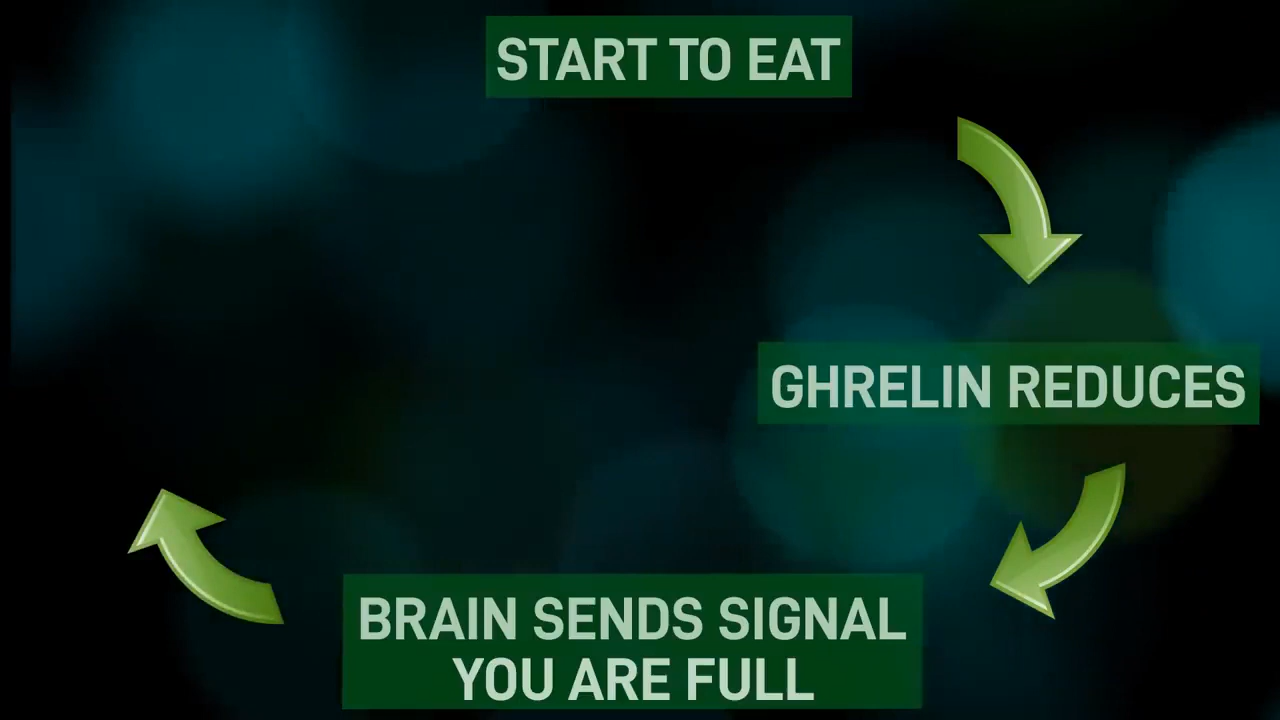 START TO EAT
GHRELIN REDUCES
BRAIN SENDS SIGNAL
YOU ARE FULL